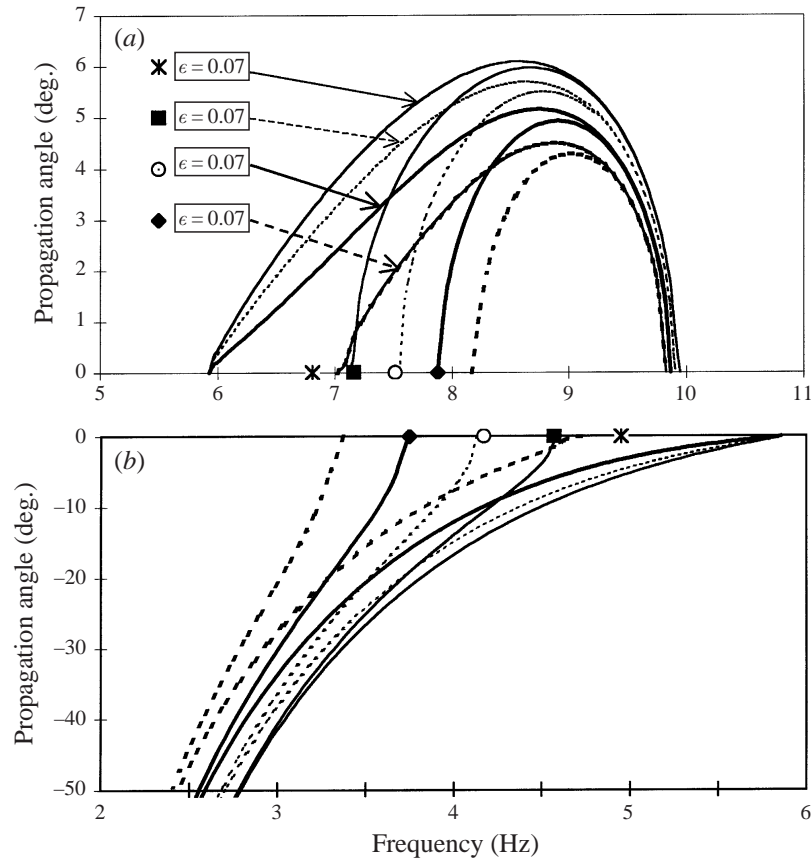 7
(a)
6
ϵ = 0.07
5
ϵ = 0.07
4
ϵ = 0.07
3
ϵ = 0.07
2
1
0
Propagation angle (deg.)
5 6 7 8 9 10 11
0
(b)
–10
–20
–30
–40
–50
Propagation angle (deg.)
2 3 4 5 6
Frequency (Hz)